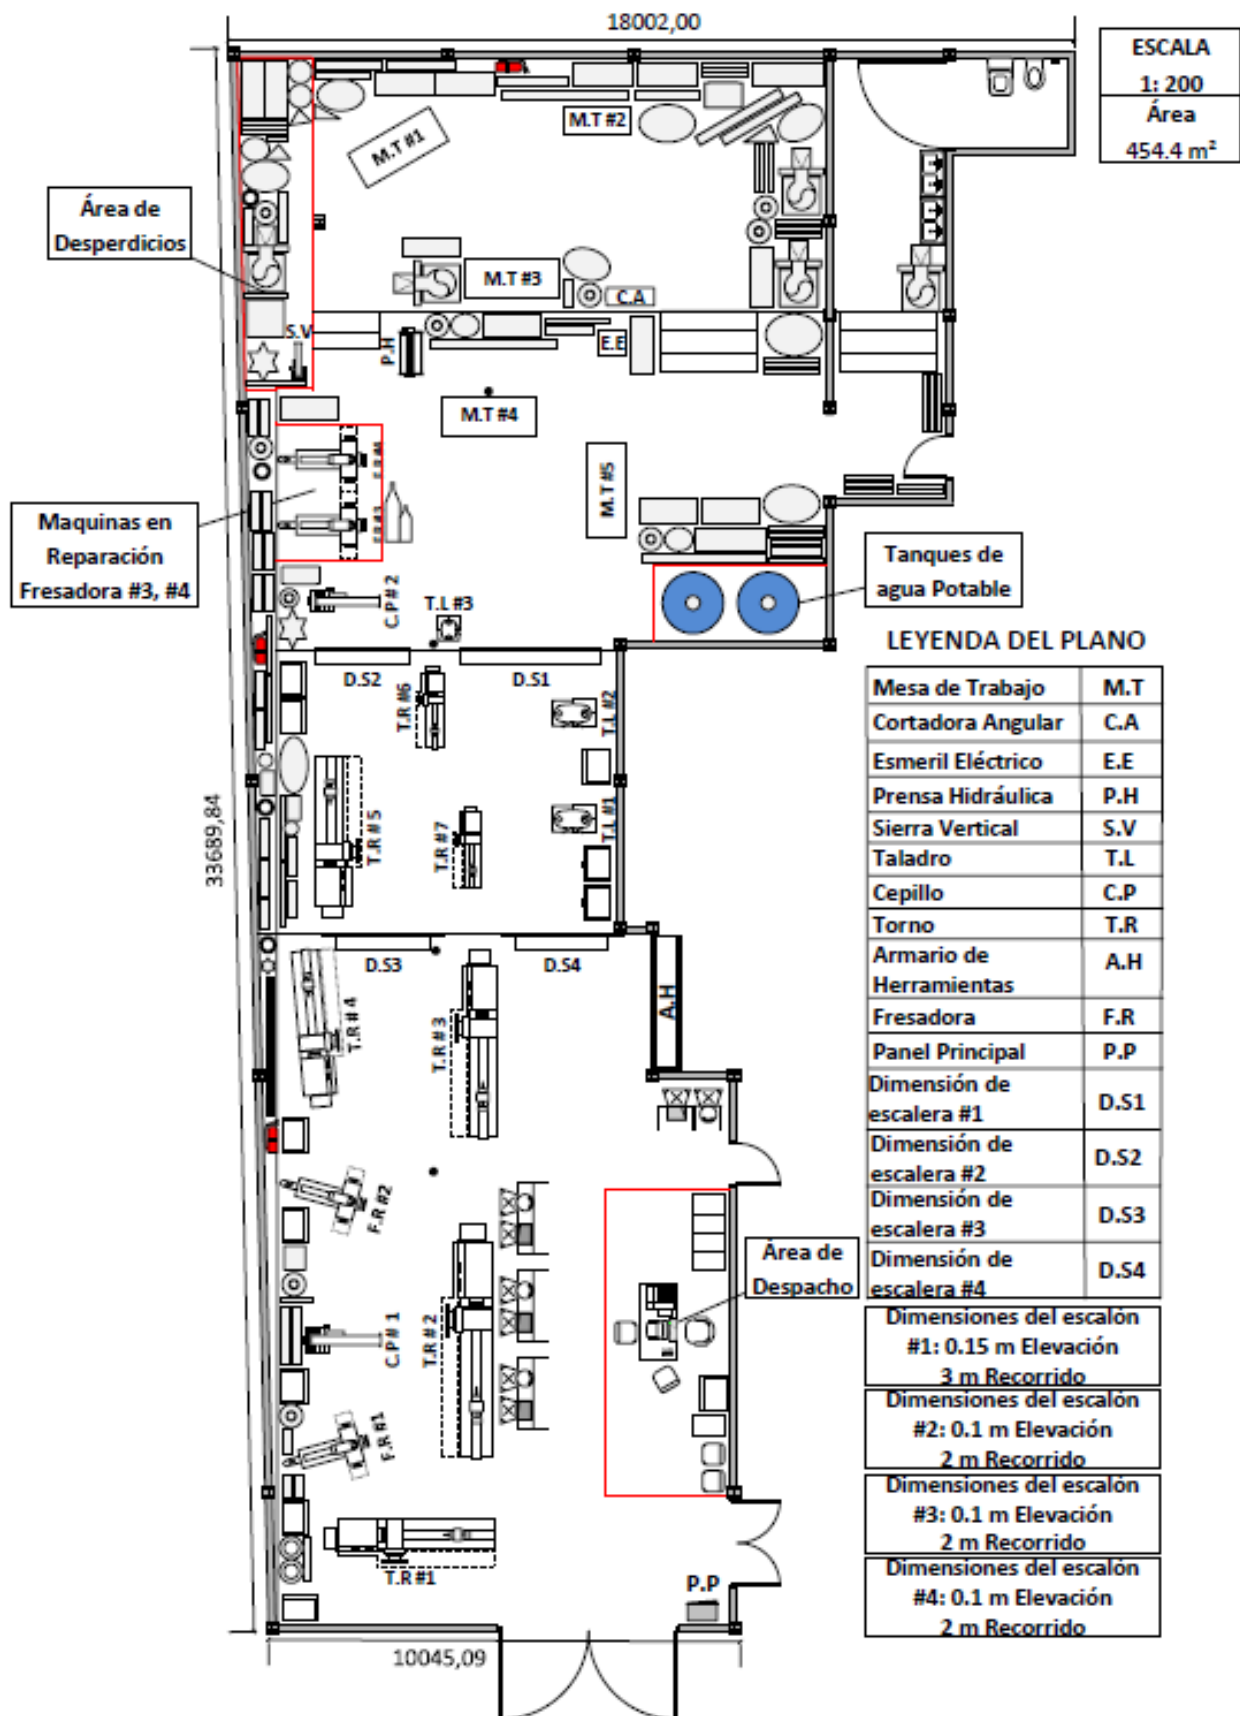 18002,00
ESCALA
1: 200
Área
454.4 m²
M.T #1
M.T #2
Área de
Desperdicios
M.T #3
C.A
S.V
P.H
E.E
M.T #4
F.R #4
M.T #5
F.R #3
Maquinas en
Reparación
Fresadora #3, #4
Tanques de
agua Potable
C.P # 2
T.L #3
LEYENDA DEL PLANO
D.S2
D.S1
T.R #6
T.L #2
Mesa de Trabajo M.T
Cortadora Angular C.A
Esmeril Eléctrico E.E
Prensa Hidráulica P.H
Sierra Vertical S.V
Taladro T.L
Cepillo C.P
Torno T.R
Armario de
Herramientas A.H
Fresadora F.R
Panel Principal P.P
Dimensión de
escalera #1 D.S1
Dimensión de
escalera #2 D.S2
Dimensión de
escalera #3 D.S3
Dimensión de
escalera #4 D.S4
33689,84
T.R # 5
T.R #7
T.L #1
D.S3
D.S4
A.H
T.R # 4
T.R # 3
F.R #2
Área de
Despacho
C.P # 1
T.R # 2
Dimensiones del escalón
#1: 0.15 m Elevación
3 m Recorrido
Dimensiones del escalón
#2: 0.1 m Elevación
2 m Recorrido
Dimensiones del escalón
#3: 0.1 m Elevación
2 m Recorrido
Dimensiones del escalón
#4: 0.1 m Elevación
2 m Recorrido
F.R #1
T.R #1
P.P
10045,09